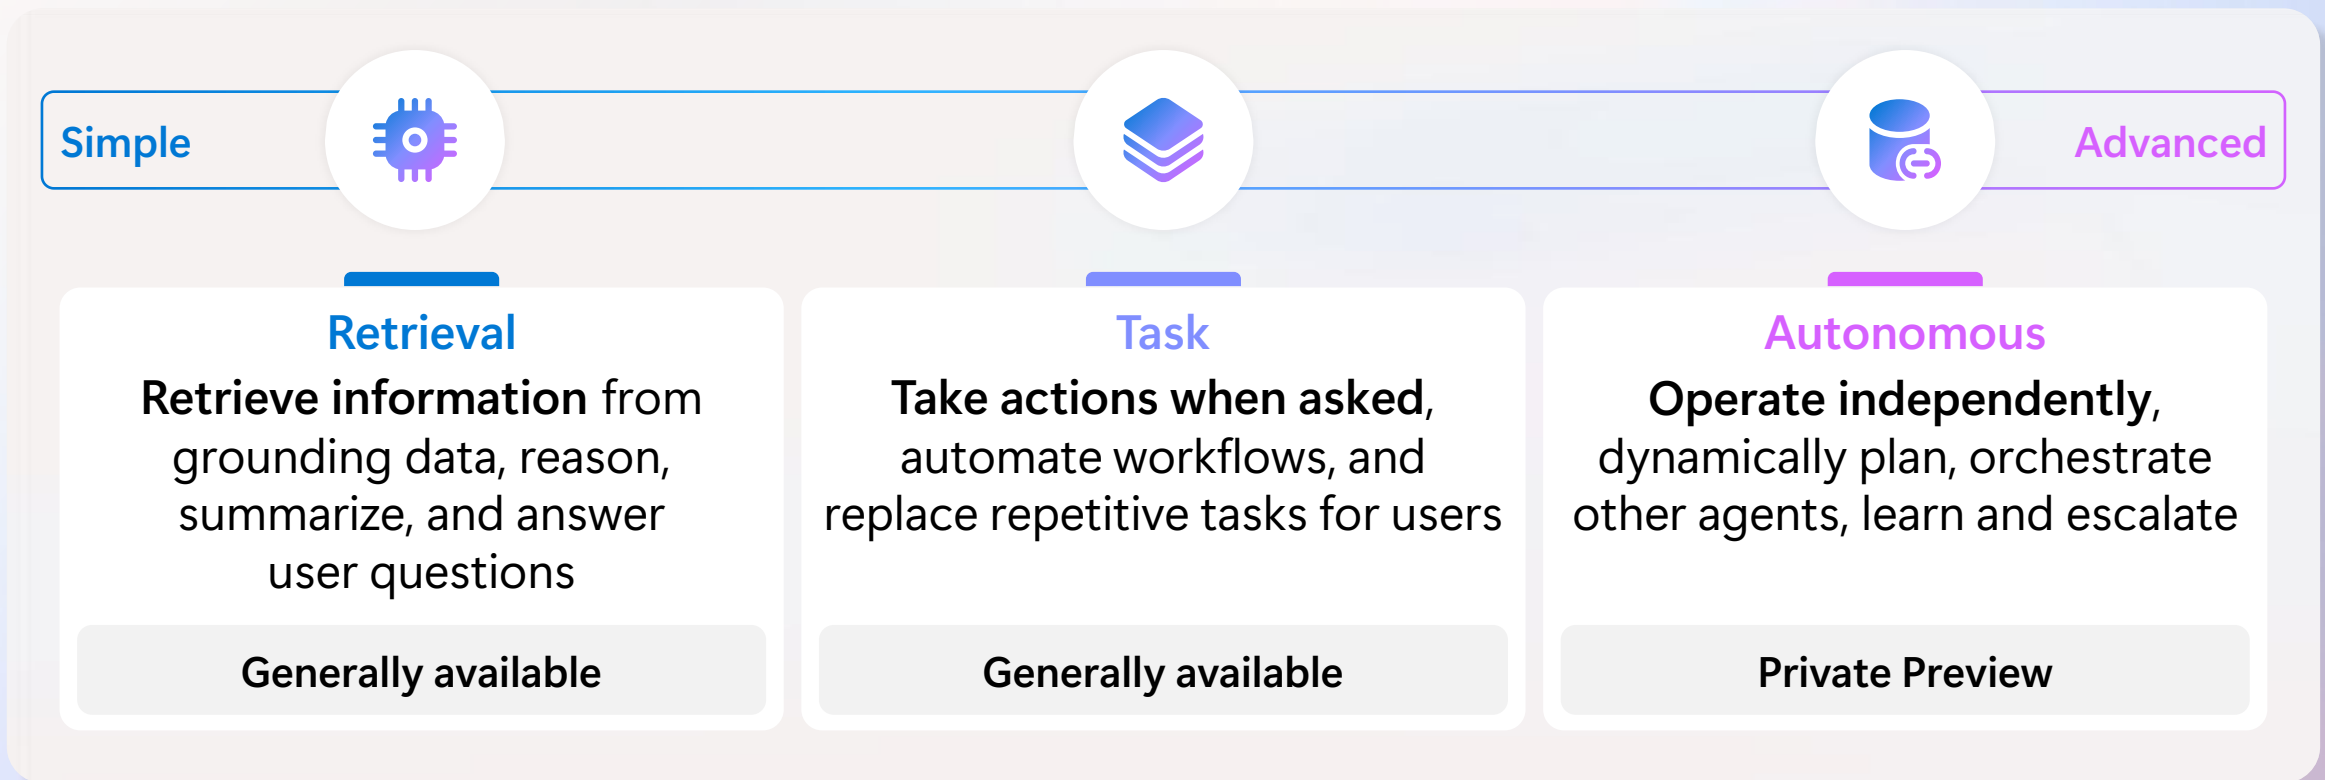 Simple
Advanced
Retrieval
Retrieve information from
grounding data, reason,
summarize, and answer
user questions
Generally available
Task
Take actions when asked,
automate workflows, and
replace repetitive tasks for users
Generally available
Autonomous
Operate independently,
dynamically plan, orchestrate
other agents, learn and escalate
Private Preview